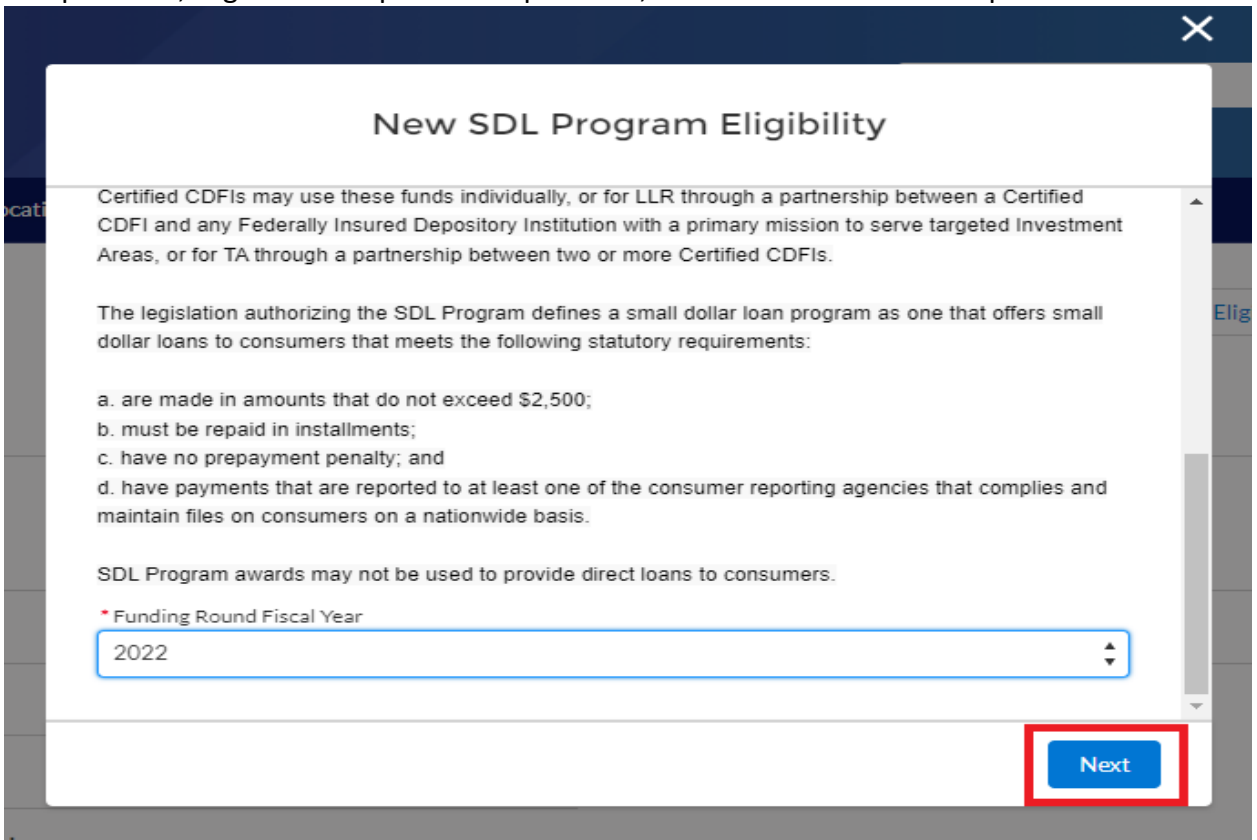 New SDL Program Eligibility
ocati
Certified CDFIs may use these funds individually, or for LLR through a partnership between a Certified
CDFI and any Federally Insured Depository Institution with a primary mission to serve targeted Investment
Areas, or for TA through a partnership between two or more Certified CDFIs.
The legislation authorizing the SDL Program defines a small dollar loan program as one that offers small
Elig
dollar loans to consumers that meets the following statutory requirements:
a. are made in amounts that do not exceed $2,500;
b. must be repaid in installments;
c. have no prepayment penalty; and
d. have payments that are reported to at least one of the consumer reporting agencies that complies and
maintain files on consumers on a nationwide basis.
SDL Program awards may not be used to provide direct loans to consumers.
* Funding Round Fiscal Year
2022
Next